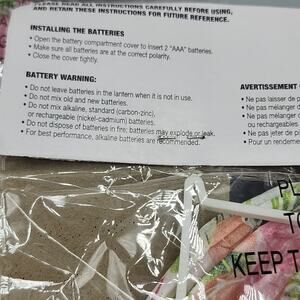 PLEASE READ ALL INSTRUCTIONS CAREFULLY BEFORE USING,
AND RETAIN THESE INSTRUCTIONS FOR FUTURE REFERENCE.
INSTALLING THE BATTERIES
• Open the battery compartment cover to insert 2 "AAA" batteries.
• Make sure all batteries are at the correct polarity.
• Close the cover tightly.
BATTERY WARNING:
• Do not leave batteries in the lantern when it is not in use.
• Do not mix old and new batteries.
• Do not mix alkaline, standard (carbon-zinc),
or rechargeable (nickel-cadmium) batteries.
• Do not dispose of batteries in fire; batteries may explode or leak.
• For best performance, alkaline batteries are recommended.
AVERTISSEMENT
• Ne pas laisser de
• Ne pas mélanger
• Ne pas mélanger
ou rechargeables
• Ne pas jeter de p
• Pour un rendeme
TO
KEEP T